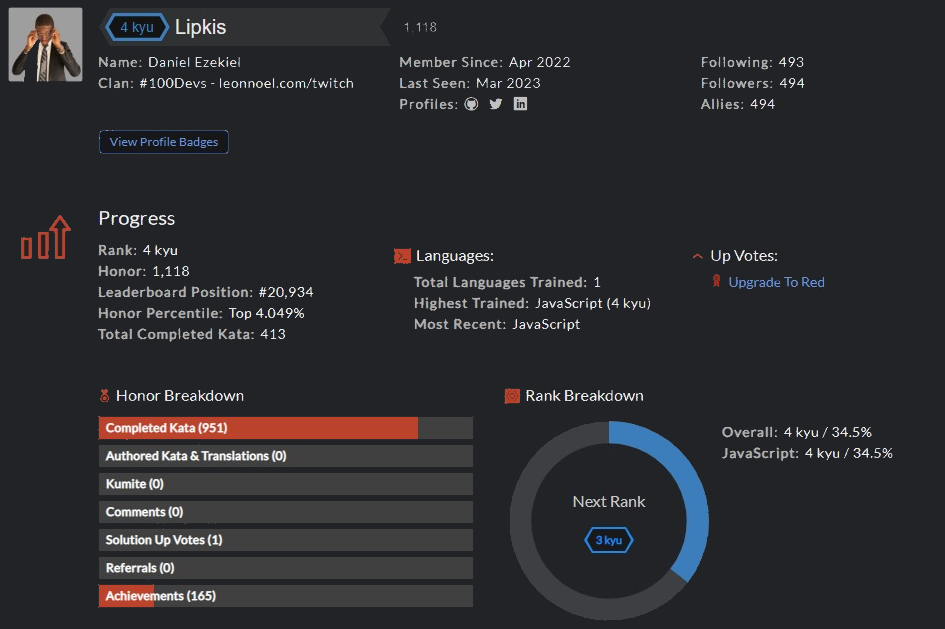 4 kyu Lipkis 1,118
Name: Daniel Ezekiel
Clan: #100Devs - leonnoel.com/twitch
Member Since: Apr 2022
Last Seen: Mar 2023
Profiles: in
Following: 493
Followers: 494
Allies: 494
View Profile Badges
Progress
Rank: 4 kyu
Honor: 1,118
Leaderboard Position: #20,934
Honor Percentile: Top 4.049%
Total Completed Kata: 413
Languages:
Total Languages Trained: 1
Highest Trained: JavaScript (4 kyu)
Most Recent: JavaScript
Up Votes:
Upgrade To Red
Honor Breakdown
Completed Kata (951)
Authored Kata & Translations (0)
Kumite (0)
Comments (0)
Solution Up Votes (1)
Referrals (0)
Achievements (165)
Rank Breakdown
Next Rank
3 kyu
Overall: 4 kyu / 34.5%
JavaScript: 4 kyu / 34.5%